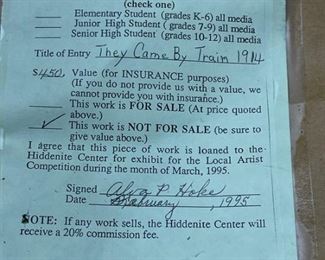 (check one)
Elementary Student (grades K-6) all media
Junior High Student ( grades 7-9) all media
Senior High Student (grades 10-12) all media
Title of Entry They Came By Train 1914
$450, Value (for INSURANCE purposes)
(If you do not provide us with a value, we
cannot provide you with insurance.)
This work is FOR SALE (At price quoted
above.)
✓ This work is NOT FOR SALE (be sure to
give value above.)
I agree that this piece of work is loaned to the
Hiddenite Center for exhibit for the Local Artist
Competition during the month of March, 1995.
Signed Alva P Hoke
Date February, 1995
NOTE: If any work sells, the Hiddenite Center will
receive a 20% commission fee.